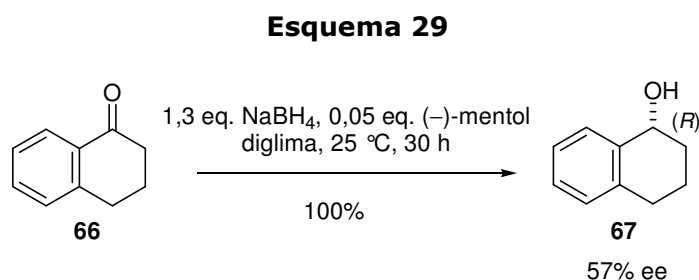 Esquema 29
O
66
1,3 eq. NaBH₄, 0,05 eq. (–)-mentol
diglima, 25 °C, 30 h
100%
OH
(R)
67
57% ee